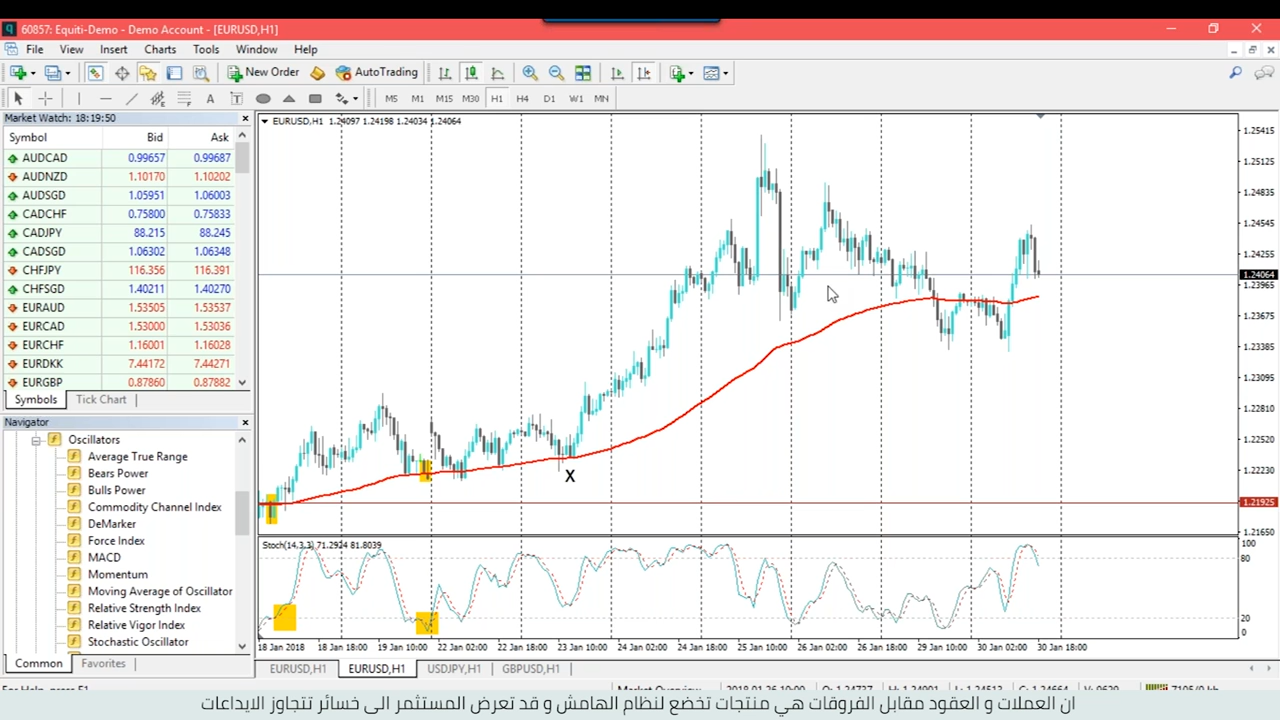 60857: Equiti-Demo - Demo Account - [EURUSD,H1]
File View Insert Charts Tools Window Help
New Order AutoTrading
M5 M1 M15 M30 H1 H4 D1 W1 MN
Market Watch: 18:19:50
Symbol Bid Ask
AUDCAD 0.99657 0.99687
AUDNZD 1.10170 1.10202
AUDSGD 1.05951 1.06003
CADCHF 0.75800 0.75833
CADJPY 88.215 88.245
CADSGD 1.06302 1.06348
CHFJPY 116.356 116.391
CHFSGD 1.40211 1.40270
EURAUD 1.53505 1.53537
EURCAD 1.53000 1.53036
EURCHF 1.16001 1.16028
EURDKK 7.44172 7.44271
EURGBP 0.87860 0.87882
Symbols Tick Chart
Navigator
Oscillators
Average True Range
Bears Power
Bulls Power
Commodity Channel Index
DeMarker
Force Index
MACD
Momentum
Moving Average of Oscillator
Relative Strength Index
Relative Vigor Index
Stochastic Oscillator
Common Favorites
EURUSD,H1 1.24097 1.24198 1.24034 1.24064
1.25415
1.25125
1.24835
1.24545
1.24255
1.24064
1.23965
1.23675
1.23385
1.23095
1.22810
1.22520
1.22230
1.21925
1.21650
X
Stoch(14,3,3) 71.2924 81.8039
100
80
20
0
18 Jan 2018 18 Jan 18:00 19 Jan 10:00 22 Jan 02:00 22 Jan 18:00 23 Jan 10:00 24 Jan 02:00 24 Jan 18:00 25 Jan 10:00 26 Jan 02:00 26 Jan 18:00 29 Jan 10:00 30 Jan 02:00 30 Jan 18:00
EURUSD,H1 EURUSD,H1 USDJPY,H1 GBPUSD,H1
ان العملات و العقود مقابل الفروقات هي منتجات تخضع لنظام الهامش و قد تعرض المستثمر الى خسائر تتجاوز الايداعات